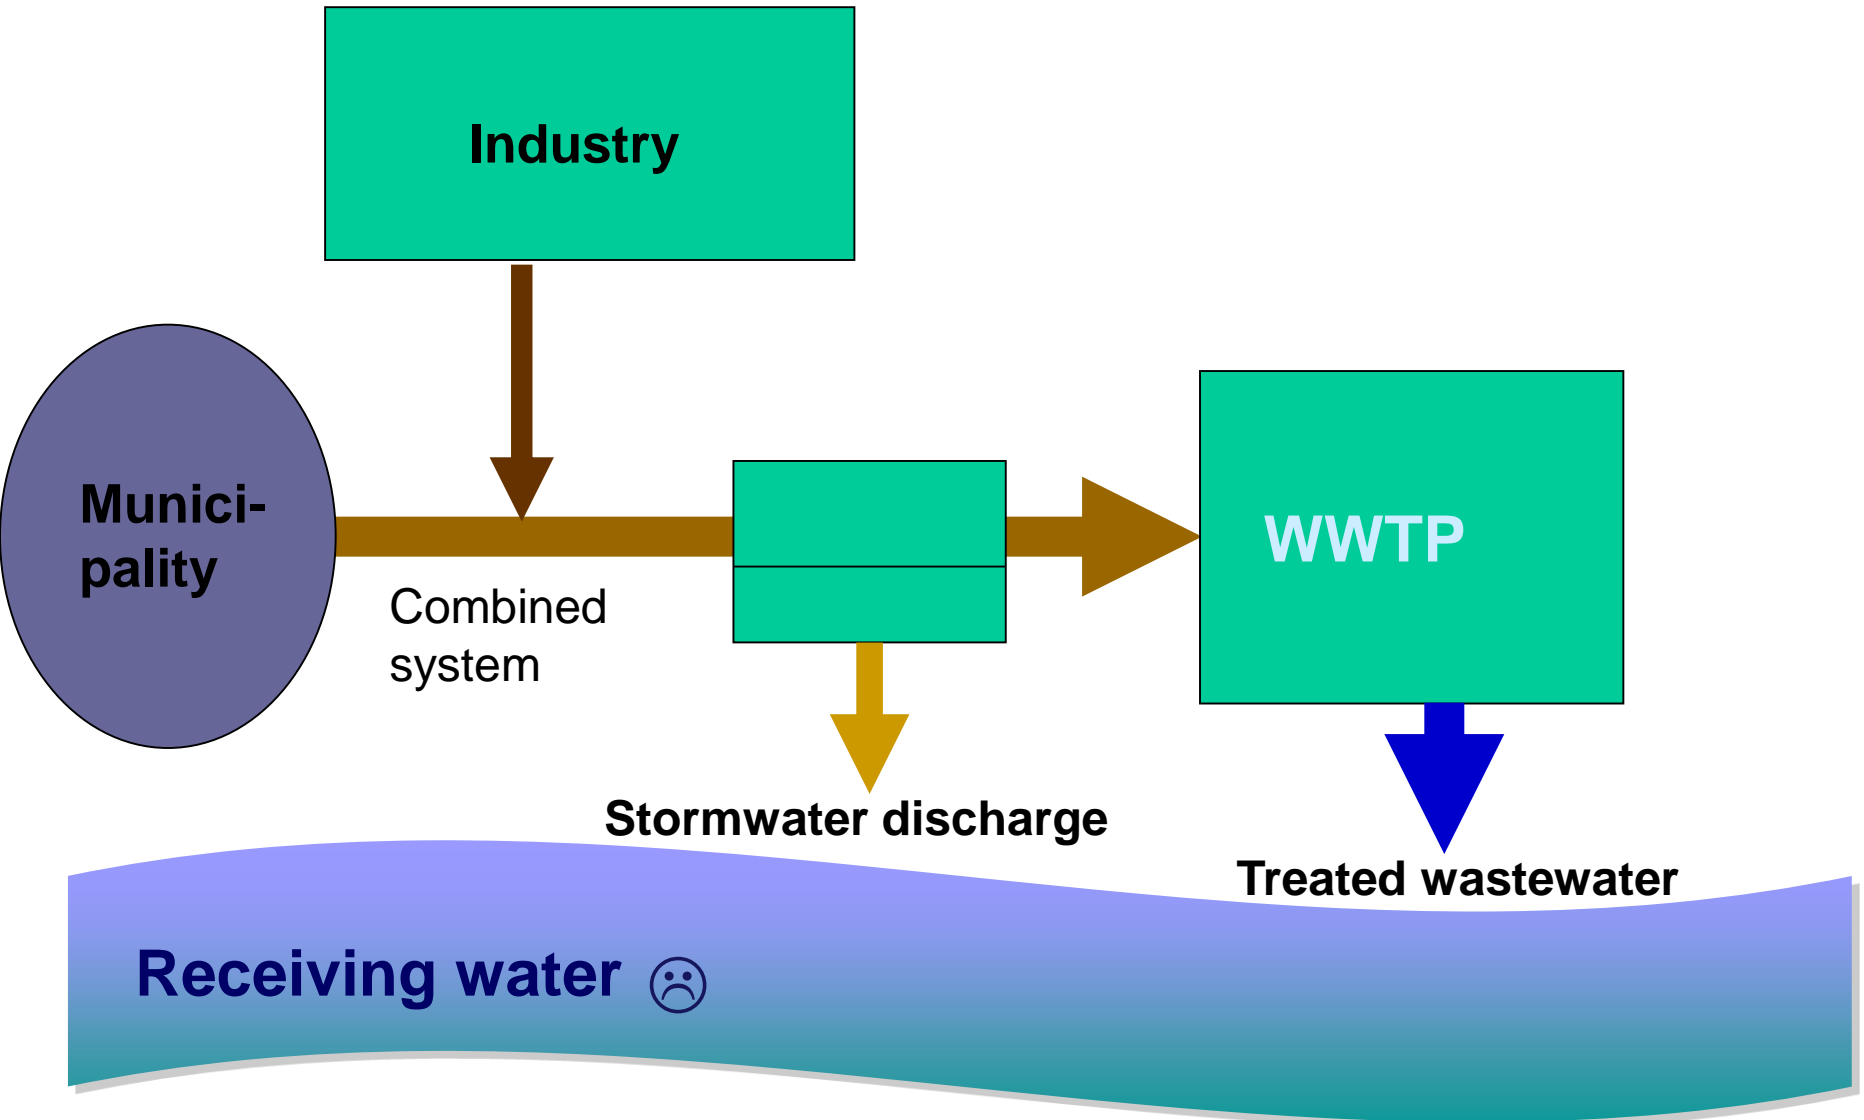 Industry
Munici-
pality
WWTP
Combined
system
Stormwater discharge
Treated wastewater
Receiving water ☹